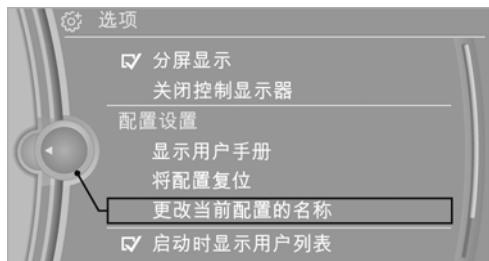 选项
分屏显示
关闭控制显示器
配置设置
显示用户手册
将配置复位
更改当前配置的名称
启动时显示用户列表